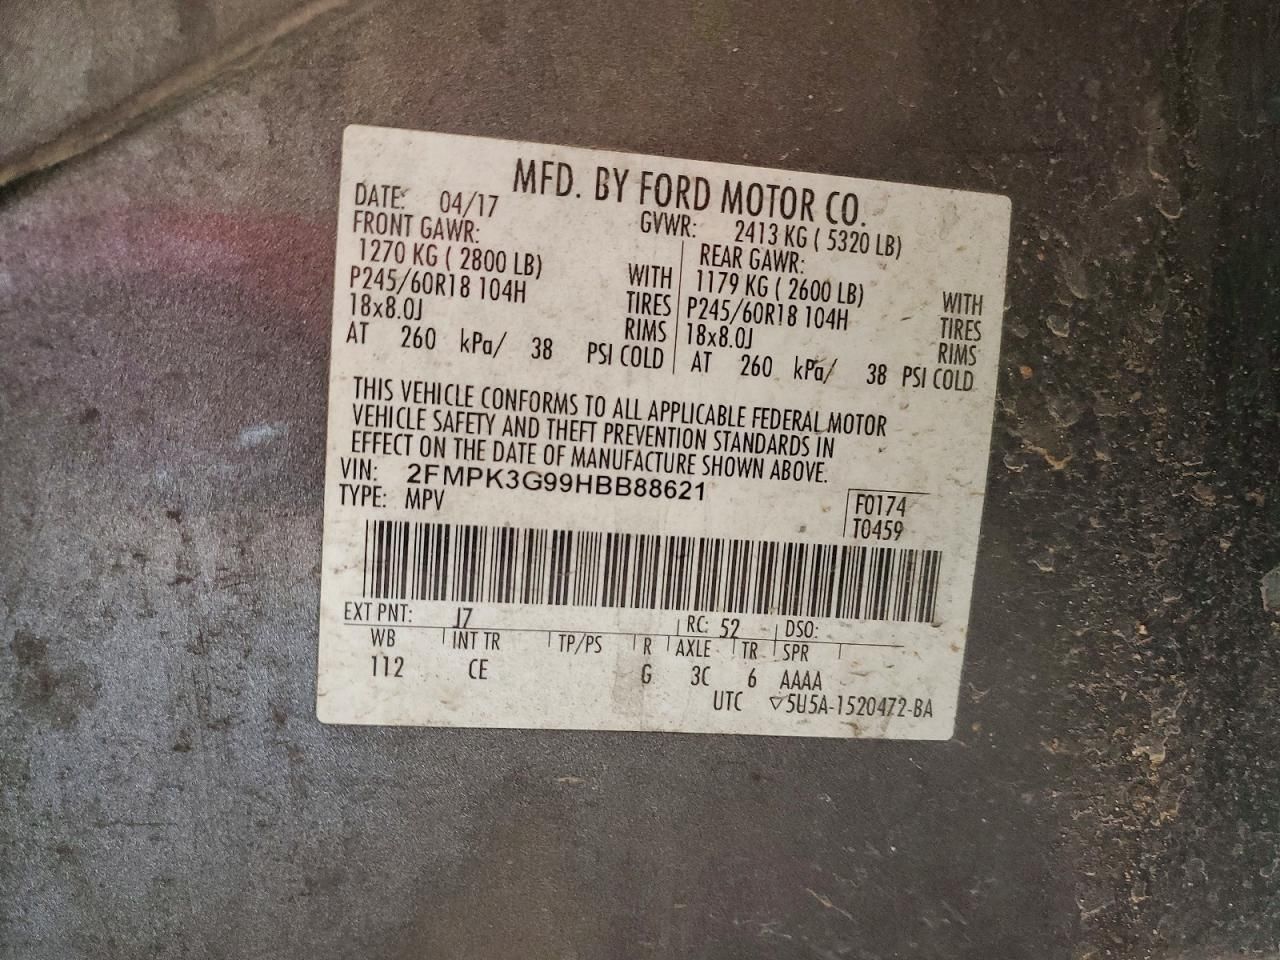 MFD. BY FORD MOTOR CO.
DATE: 04/17 GVWR: 2413 KG ( 5320 LB)
FRONT GAWR: REAR GAWR:
1270 KG ( 2800 LB) WITH 1179 KG ( 2600 LB) WITH
P245/60R18 104H TIRES P245/60R18 104H TIRES
18x8.0J RIMS 18x8.0J RIMS
AT 260 kPa/ 38 PSI COLD AT 260 kPa/ 38 PSI COLD
THIS VEHICLE CONFORMS TO ALL APPLICABLE FEDERAL MOTOR
VEHICLE SAFETY AND THEFT PREVENTION STANDARDS IN
EFFECT ON THE DATE OF MANUFACTURE SHOWN ABOVE.
VIN: 2FMPK3G99HBB88621
TYPE: MPV
F0174
T0459
EXT PNT: J7 RC: 52 DSO:
WB INT TR TP/PS R AXLE TR SPR
112 CE G 3C 6 AAAA
UTC ▽5U5A-1520472-BA